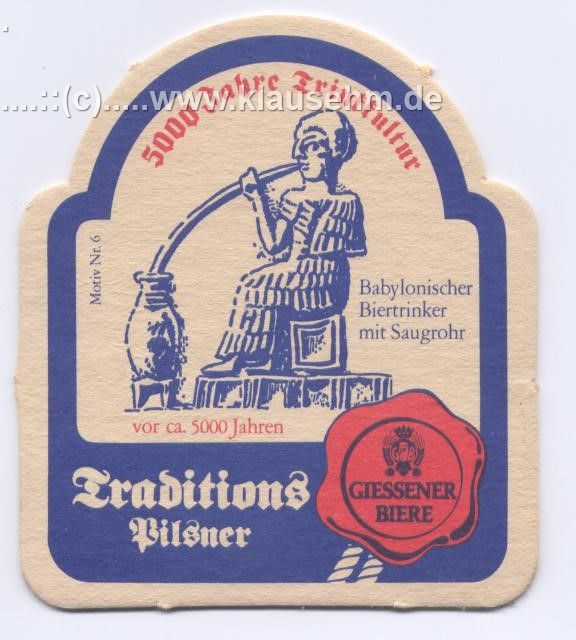 .....::(c).....www.klausehm.de
5000 Jahre Trinkkultur
Motiv Nr. 6
Babylonischer
Biertrinker
mit Saugrohr
vor ca. 5000 Jahren
Traditions
Pilsner
GB
GIESSENER
BIERE